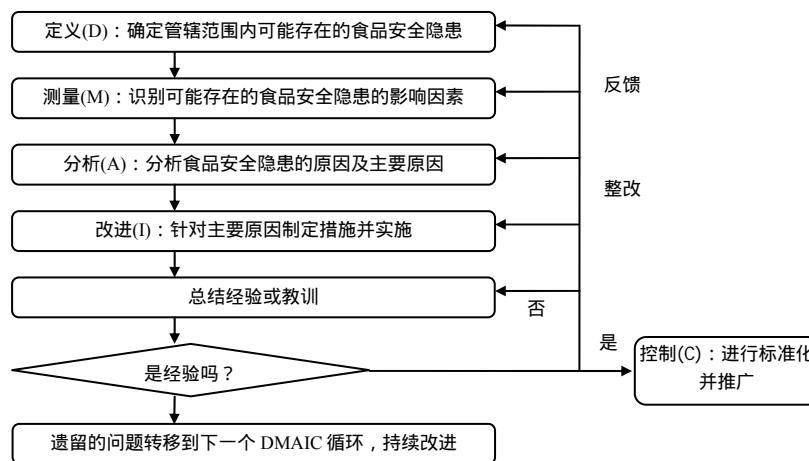 定义(D)：确定管辖范围内可能存在的食品安全隐患
反馈
测量(M)：识别可能存在的食品安全隐患的影响因素
分析(A)：分析食品安全隐患的原因及主要原因
整改
改进(I)：针对主要原因制定措施并实施
总结经验或教训
否
是
是经验吗？
控制(C)：进行标准化
并推广
遗留的问题转移到下一个 DMAIC 循环，持续改进